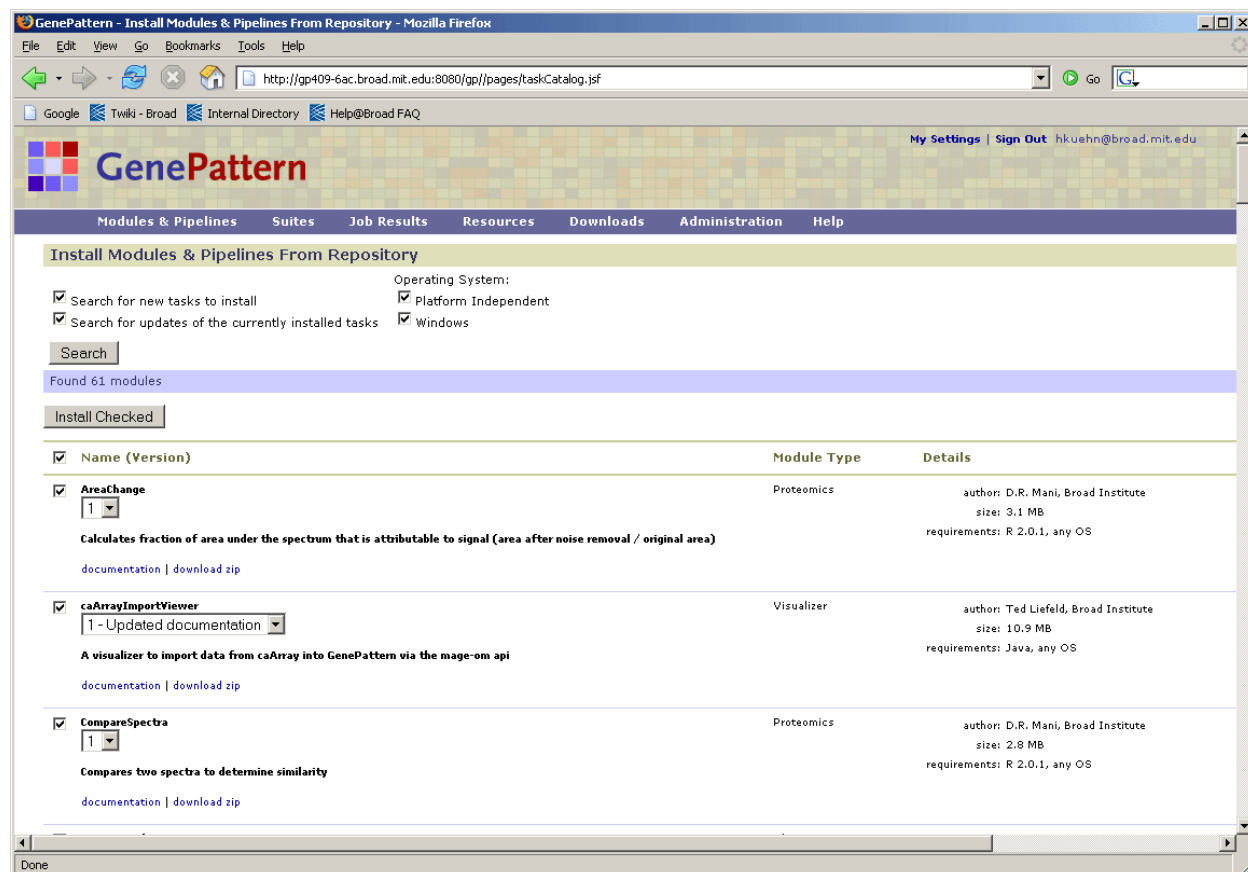 GenePattern - Install Modules & Pipelines From Repository - Mozilla Firefox
File Edit View Go Bookmarks Tools Help
http://gp409-6ac.broad.mit.edu:8080/gp//pages/taskCatalog.jsf
Go
G
Google Twiki - Broad Internal Directory Help@Broad FAQ
My Settings | Sign Out hkuehn@broad.mit.edu
GenePattern
Modules & Pipelines Suites Job Results Resources Downloads Administration Help
Install Modules & Pipelines From Repository
Operating System:
Search for new tasks to install Platform Independent
Search for updates of the currently installed tasks Windows
Search
Found 61 modules
Install Checked
Name (Version) Module Type Details
AreaChange Proteomics author: D.R. Mani, Broad Institute
1 size: 3.1 MB
requirements: R 2.0.1, any OS
Calculates fraction of area under the spectrum that is attributable to signal (area after noise removal / original area)
documentation | download zip
caArrayImportViewer Visualizer author: Ted Liefeld, Broad Institute
1 - Updated documentation size: 10.9 MB
requirements: Java, any OS
A visualizer to import data from caArray into GenePattern via the mage-om api
documentation | download zip
CompareSpectra Proteomics author: D.R. Mani, Broad Institute
1 size: 2.8 MB
requirements: R 2.0.1, any OS
Compares two spectra to determine similarity
documentation | download zip
Done